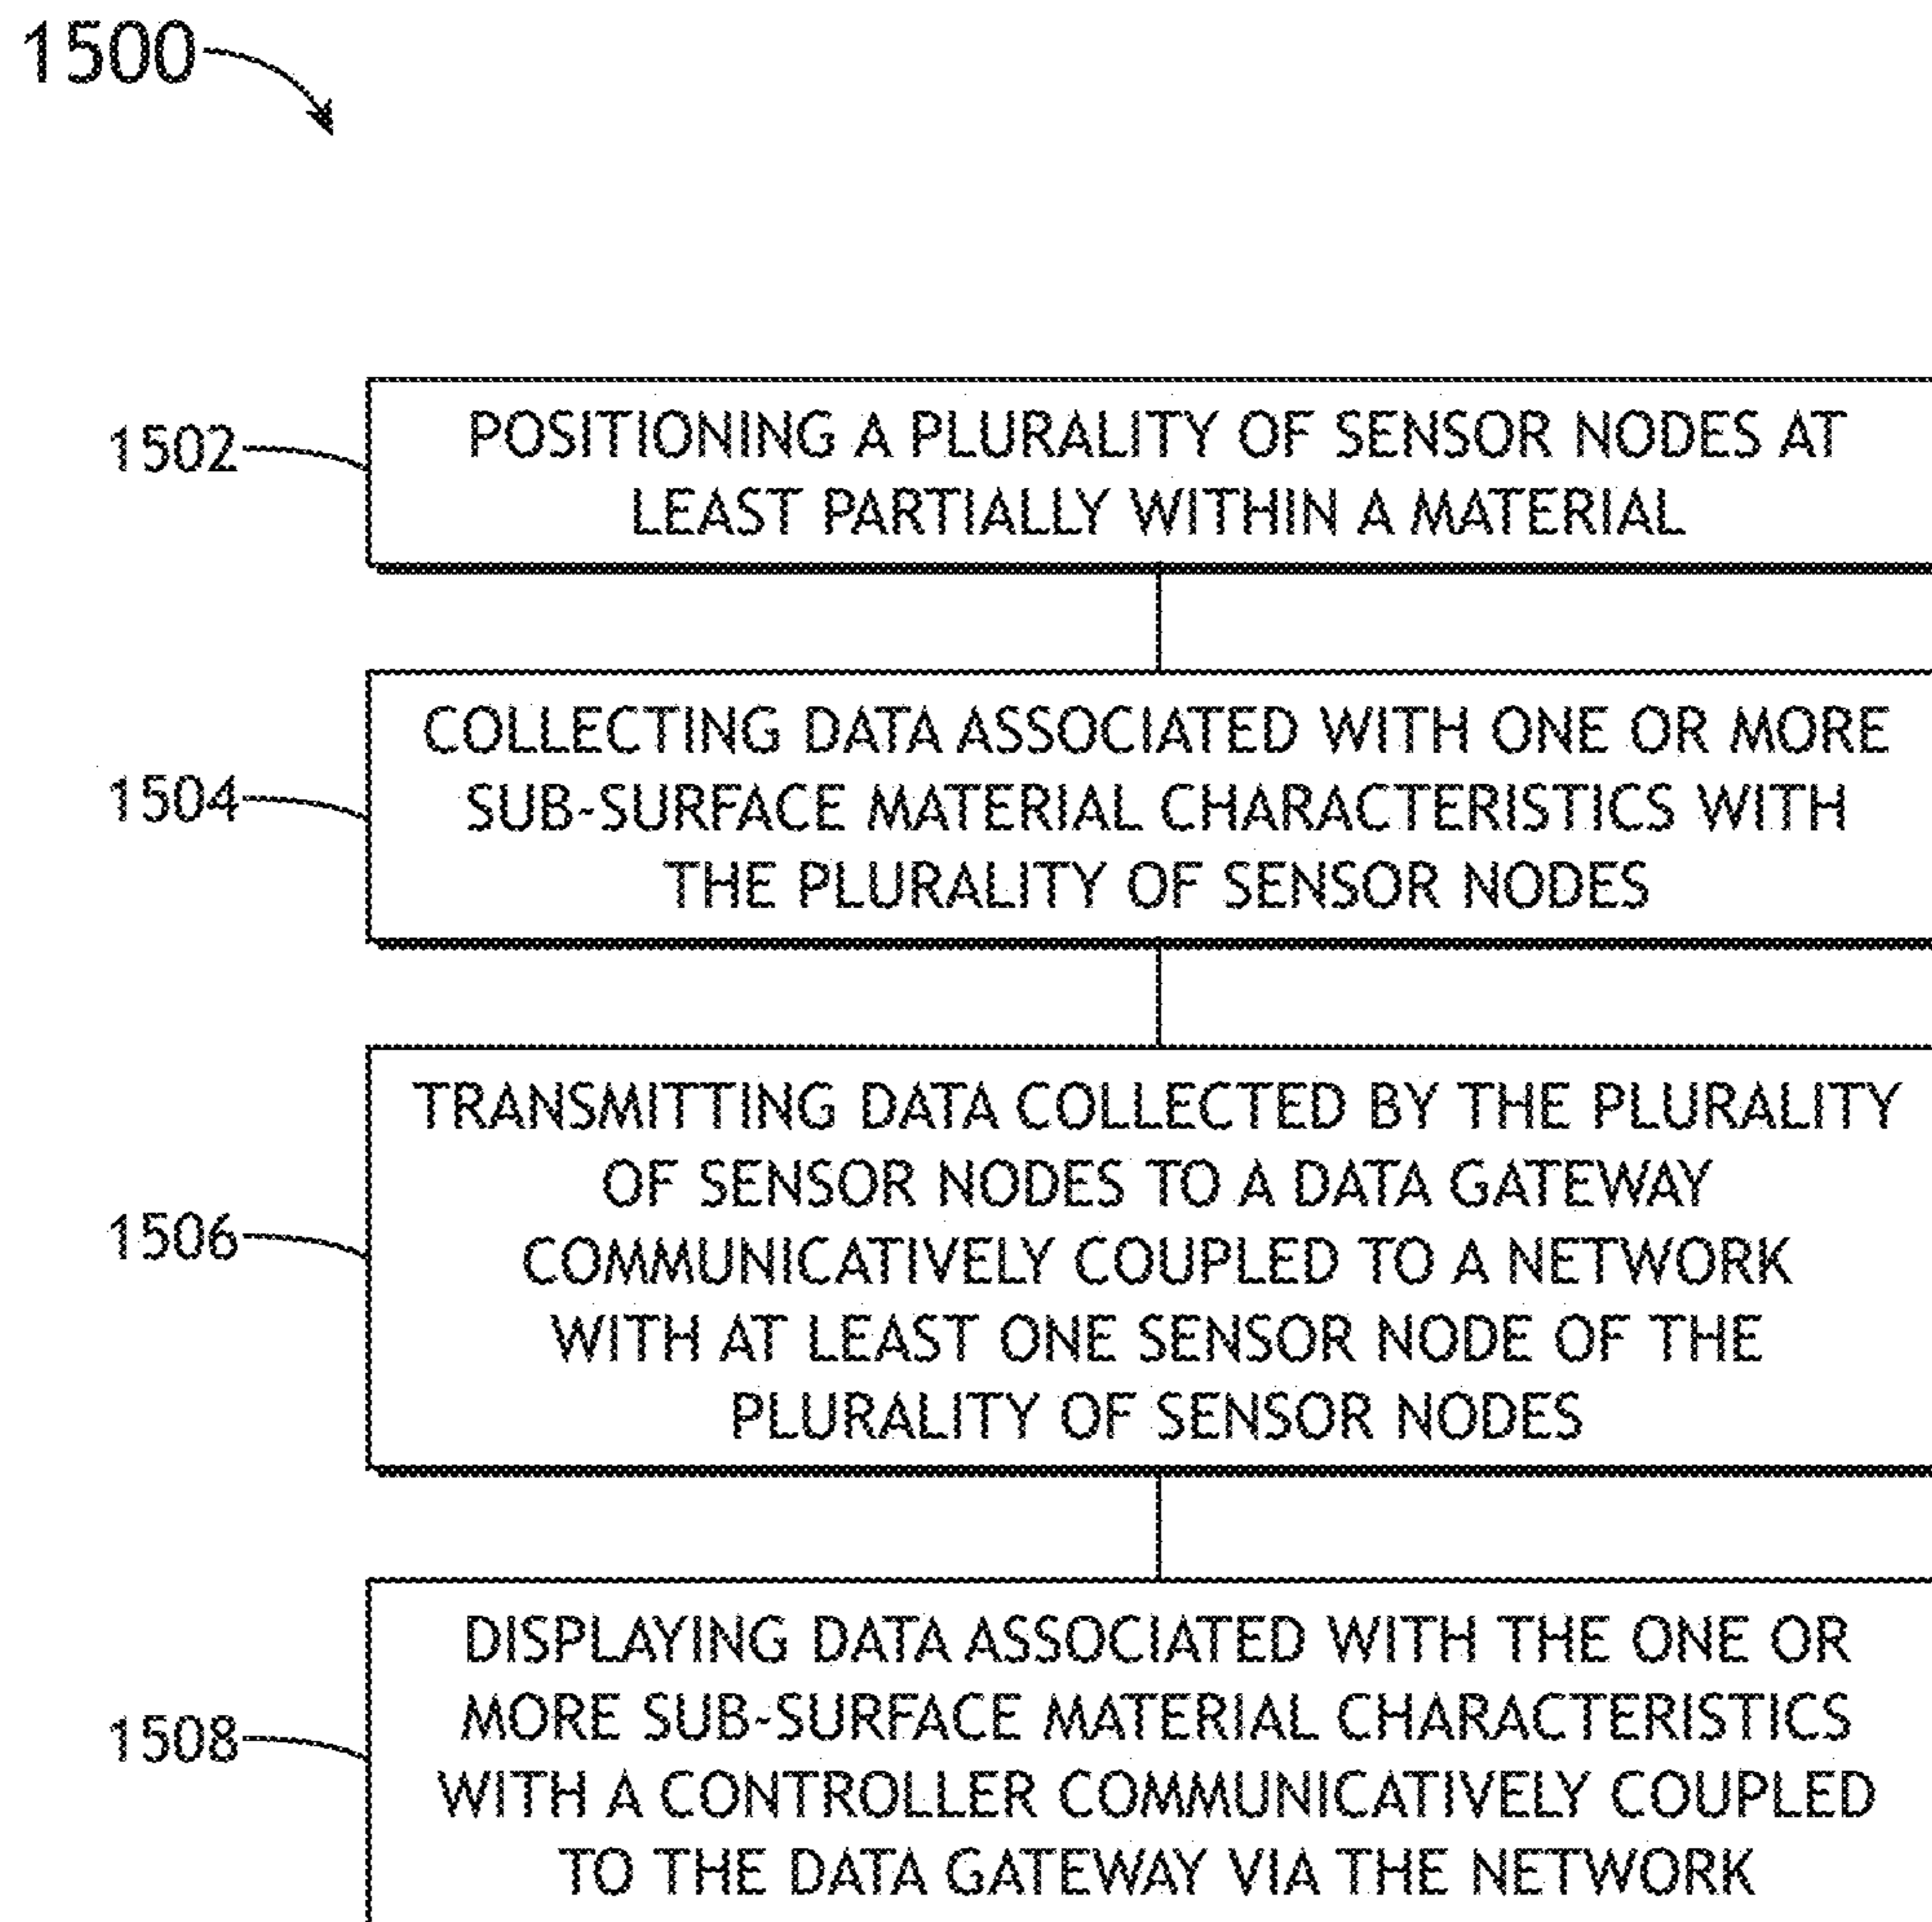 1500
1502
POSITIONING A PLURALITY OF SENSOR NODES AT
LEAST PARTIALLY WITHIN A MATERIAL
1504
COLLECTING DATA ASSOCIATED WITH ONE OR MORE
SUB-SURFACE MATERIAL CHARACTERISTICS WITH
THE PLURALITY OF SENSOR NODES
1506
TRANSMITTING DATA COLLECTED BY THE PLURALITY
OF SENSOR NODES TO A DATA GATEWAY
COMMUNICATIVELY COUPLED TO A NETWORK
WITH AT LEAST ONE SENSOR NODE OF THE
PLURALITY OF SENSOR NODES
1508
DISPLAYING DATA ASSOCIATED WITH THE ONE OR
MORE SUB-SURFACE MATERIAL CHARACTERISTICS
WITH A CONTROLLER COMMUNICATIVELY COUPLED
TO THE DATA GATEWAY VIA THE NETWORK